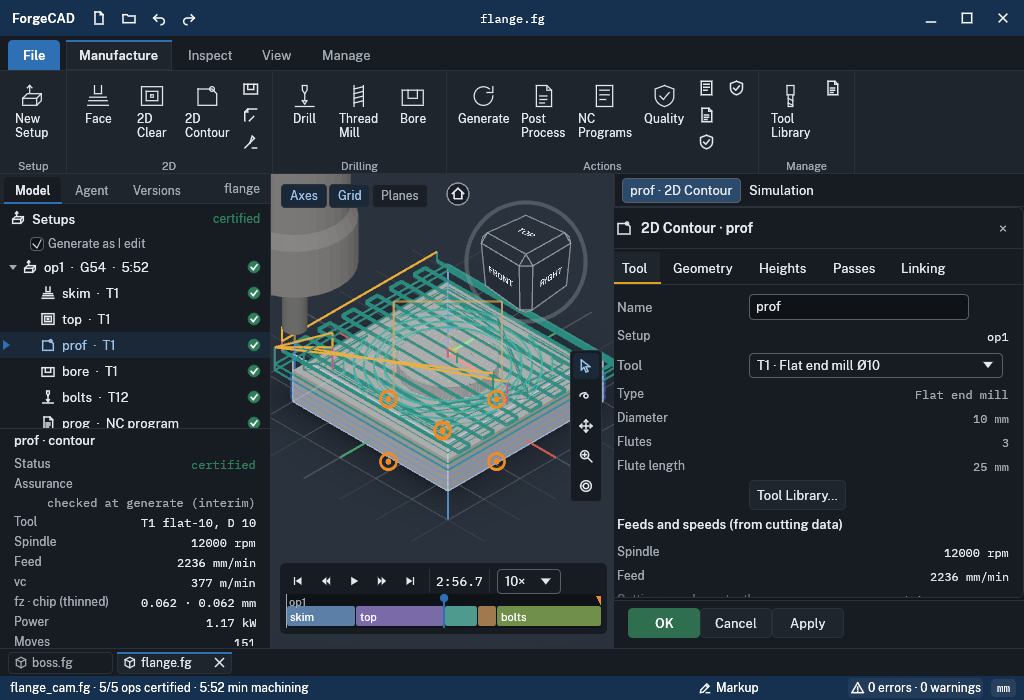 ForgeCAD
flange.fg
File Manufacture Inspect View Manage
New Setup
Face
2D Clear
2D Contour
Drill
Thread Mill
Bore
Generate
Post Process
NC Programs
Quality
Tool Library
Setup 2D Drilling Actions Manage
Model Agent Versions flange
Setups certified
Generate as I edit
op1 · G54 · 5:52
skim · T1
top · T1
prof · T1
bore · T1
bolts · T12
prog · NC program
prof · contour
Status certified
Assurance
checked at generate (interim)
Tool T1 flat-10, D 10
Spindle 12000 rpm
Feed 2236 mm/min
vc 377 m/min
fz · chip (thinned) 0.062 · 0.062 mm
Power 1.17 kW
Moves 151
Axes Grid Planes
TOP
FRONT RIGHT
2:56.7 10×
op1
skim top bolts
prof · 2D Contour Simulation
2D Contour · prof ×
Tool Geometry Heights Passes Linking
Name prof
Setup op1
Tool T1 · Flat end mill Ø10
Type Flat end mill
Diameter 10 mm
Flutes 3
Flute length 25 mm
Tool Library...
Feeds and speeds (from cutting data)
Spindle 12000 rpm
Feed 2236 mm/min
OK Cancel Apply
boss.fg flange.fg
flange_cam.fg · 5/5 ops certified · 5:52 min machining
Markup
0 errors · 0 warnings mm